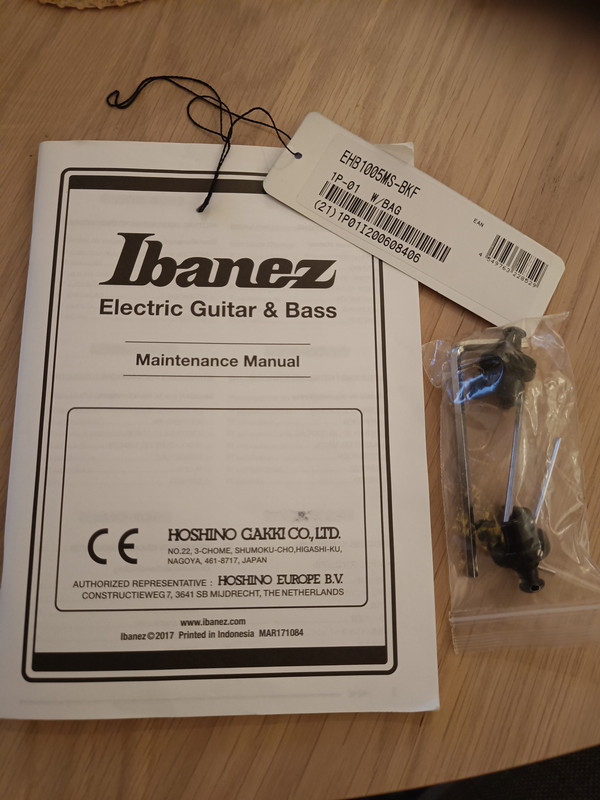 EHB1005MS-BKF
1P-01 W/BAG
(21)1P01I200608406
EAN
Ibanez
Electric Guitar & Bass
Maintenance Manual
CE
HOSHINO GAKKI CO., LTD.
NO.22, 3-CHOME, SHUMOKU-CHO,HIGASHI-KU,
NAGOYA, 461-8717, JAPAN
AUTHORIZED REPRESENTATIVE : HOSHINO EUROPE B.V.
CONSTRUCTIEWEG 7, 3641 SB MIJDRECHT, THE NETHERLANDS
www.ibanez.com
Ibanez©2017 Printed in Indonesia MAR171084